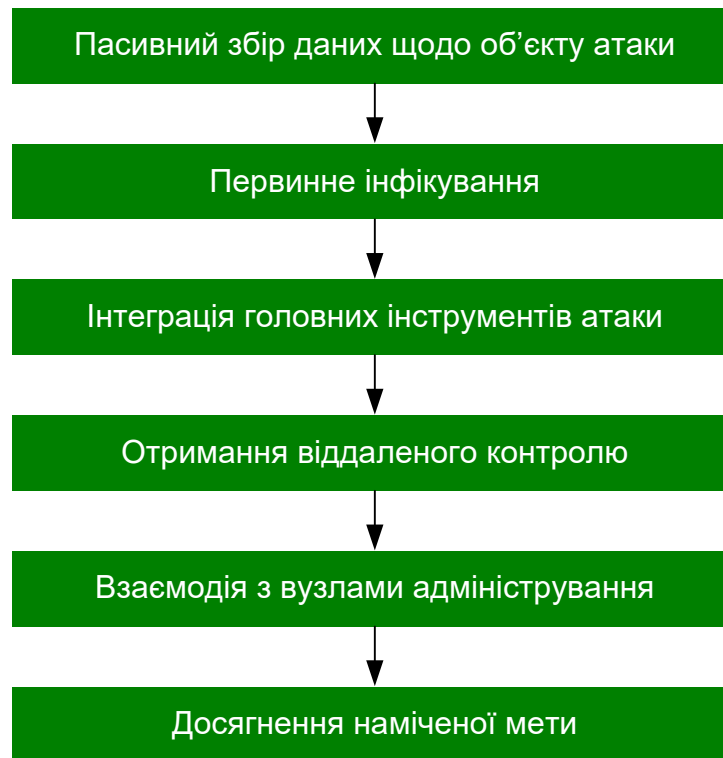 Пасивний збір даних щодо об’єкту атаки
Первинне інфікування
Інтеграція головних інструментів атаки
Отримання віддаленого контролю
Взаємодія з вузлами адміністрування
Досягнення наміченої мети